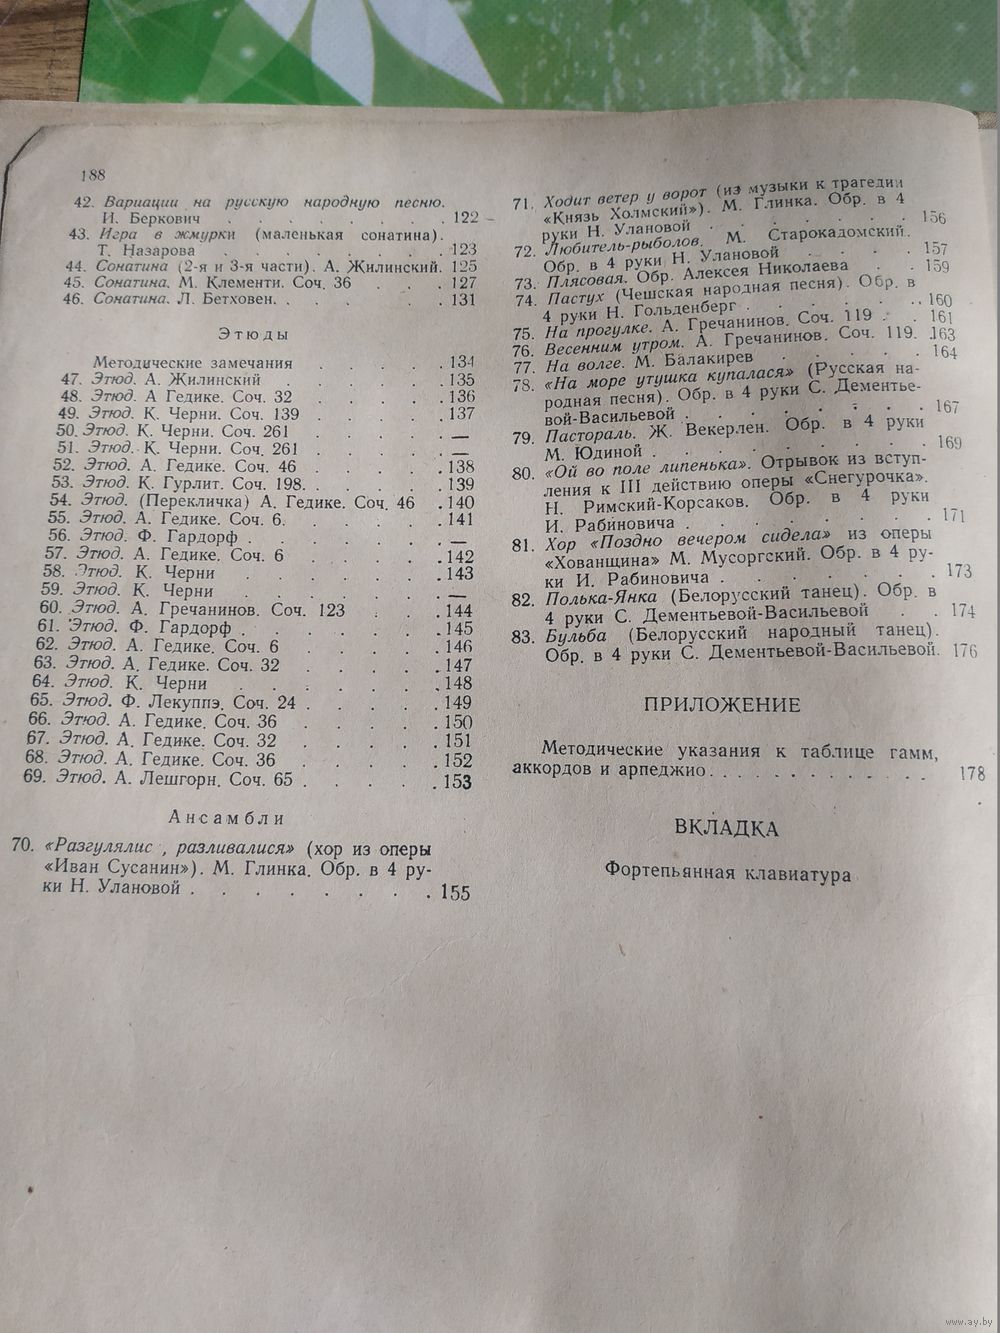 188
42. Вариации на русскую народную песню.
И. Беркович . . . . . . . . 122
43. Игра в жмурки (маленькая сонатина).
Т. Назарова . . . . . . . . 123
44. Сонатина (2-я и 3-я части). А. Жилинский. 125
45. Сонатина. М. Клементи. Соч. 36 . . . 127
46. Сонатина. Л. Бетховен. . . . . . . 131
Этюды
Методические замечания . . . . . 134
47. Этюд. А. Жилинский . . . . . . 135
48. Этюд. А Гедике. Соч. 32 . . . . . 136
49. Этюд. К. Черни. Соч. 139 . . . . . 137
50. Этюд. К. Черни. Соч. 261 . . . . . —
51. Этюд. К. Черни. Соч. 261 . . . . . —
52. Этюд. А. Гедике. Соч. 46 . . . . . 138
53. Этюд. К. Гурлит. Соч. 198. . . . . . 139
54. Этюд. (Перекличка) А. Гедике. Соч. 46 . 140
55. Этюд. А. Гедике. Соч. 6. . . . . . 141
56. Этюд. Ф. Гардорф . . . . . . . —
57. Этюд. А. Гедике. Соч. 6 . . . . . 142
58. Этюд. К. Черни . . . . . . . 143
59. Этюд. К. Черни . . . . . . . —
60. Этюд. А. Гречанинов. Соч. 123 . . . 144
61. Этюд. Ф. Гардорф . . . . . . . 145
62. Этюд. А. Гедике. Соч. 6 . . . . . 146
63. Этюд. А. Гедике. Соч. 32 . . . . . 147
64. Этюд. К. Черни . . . . . . . 148
65. Этюд. Ф. Лекуппэ. Соч. 24 . . . . . 149
66. Этюд. А. Гедике. Соч. 36 . . . . . 150
67. Этюд. А. Гедике. Соч. 32 . . . . . 151
68. Этюд. А. Гедике. Соч. 36 . . . . . 152
69. Этюд. А. Лешгорн. Соч. 65 . . . . . 153
Ансамбли
70. «Разгулялис , разливалися» (хор из оперы
«Иван Сусанин»). М. Глинка. Обр. в 4 ру-
ки Н. Улановой . . . . . . . . 155
71. Ходит ветер у ворот (из музыки к трагедии
«Князь Холмский»). М. Глинка. Обр. в 4
руки Н. Улановой . . . . . . . 156
72. Любитель-рыболов. М. Старокадомский.
Обр. в 4 руки Н. Улановой . . . . 157
73. Плясовая. Обр. Алексея Николаева . . 159
74. Пастух (Чешская народная песня). Обр. в
4 руки Н. Гольденберг . . . . . . 160
75. На прогулке. А. Гречанинов. Соч. 119 . . 161
76. Весенним утром. А. Гречанинов. Соч. 119. 163
77. На волге. М. Балакирев . . . . . 164
78. «На море утушка купалася» (Русская на-
родная песня). Обр. в 4 руки С. Дементье-
вой-Васильевой . . . . . . . . 167
79. Пастораль. Ж. Векерлен. Обр. в 4 руки
М. Юдиной . . . . . . . . . 169
80. «Ой во поле липенька». Отрывок из вступ-
ления к III действию оперы «Снегурочка».
Н. Римский-Корсаков. Обр. в 4 руки
И. Рабиновича . . . . . . . . 171
81. Хор «Поздно вечером сидела» из оперы
«Хованщина» М. Мусоргский. Обр. в 4 ру-
ки И. Рабиновича . . . . . . . 173
82. Полька-Янка (Белорусский танец). Обр. в
4 руки С. Дементьевой-Васильевой . . 174
83. Бульба (Белорусский народный танец).
Обр. в 4 руки С. Дементьевой-Васильевой. 176
ПРИЛОЖЕНИЕ
Методические указания к таблице гамм,
аккордов и арпеджио. . . . . . . . . . 178
ВКЛАДКА
Фортепьянная клавиатура
www.ay.by